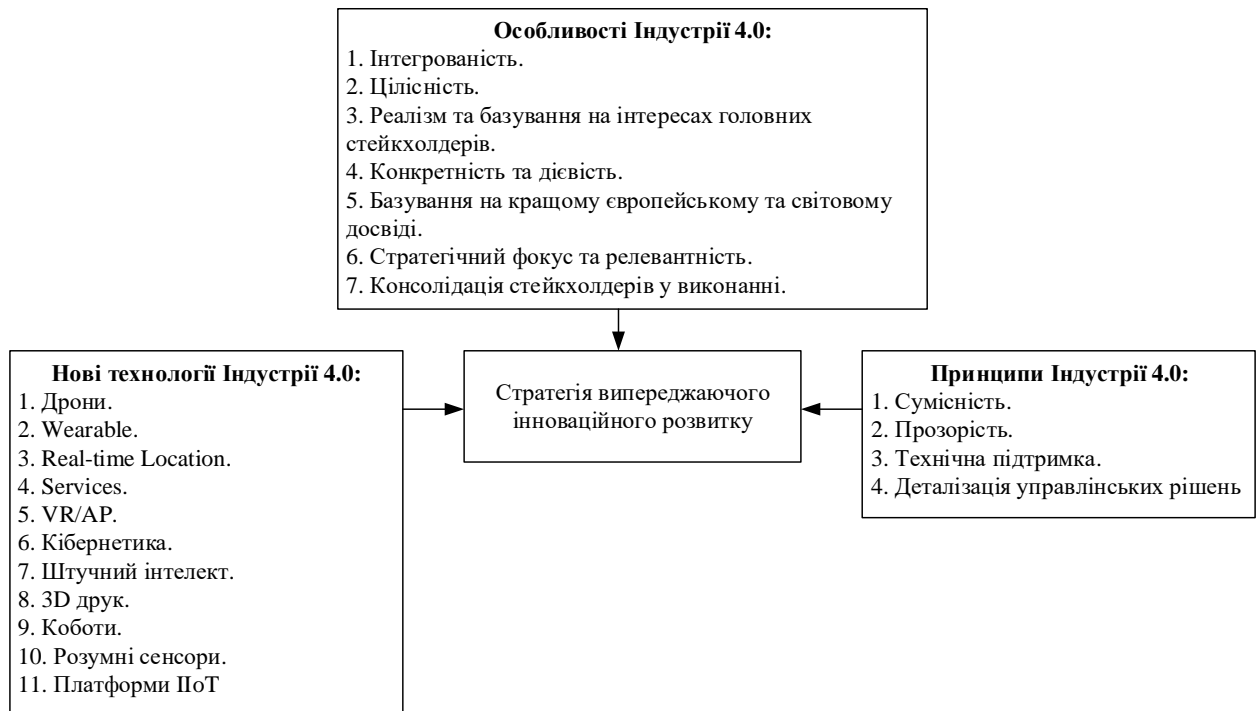 Особливості Індустрії 4.0:
1. Інтегрованість.
2. Цілісність.
3. Реалізм та базування на інтересах головних
стейкхолдерів.
4. Конкретність та дієвість.
5. Базування на кращому європейському та світовому
досвіді.
6. Стратегічний фокус та релевантність.
7. Консолідація стейкхолдерів у виконанні.
Нові технології Індустрії 4.0:
1. Дрони.
2. Wearable.
3. Real-time Location.
4. Services.
5. VR/AP.
6. Кібернетика.
7. Штучний інтелект.
8. 3D друк.
9. Коботи.
10. Розумні сенсори.
11. Платформи ІІоТ
Стратегія випереджаючого
інноваційного розвитку
Принципи Індустрії 4.0:
1. Сумісність.
2. Прозорість.
3. Технічна підтримка.
4. Деталізація управлінських рішень